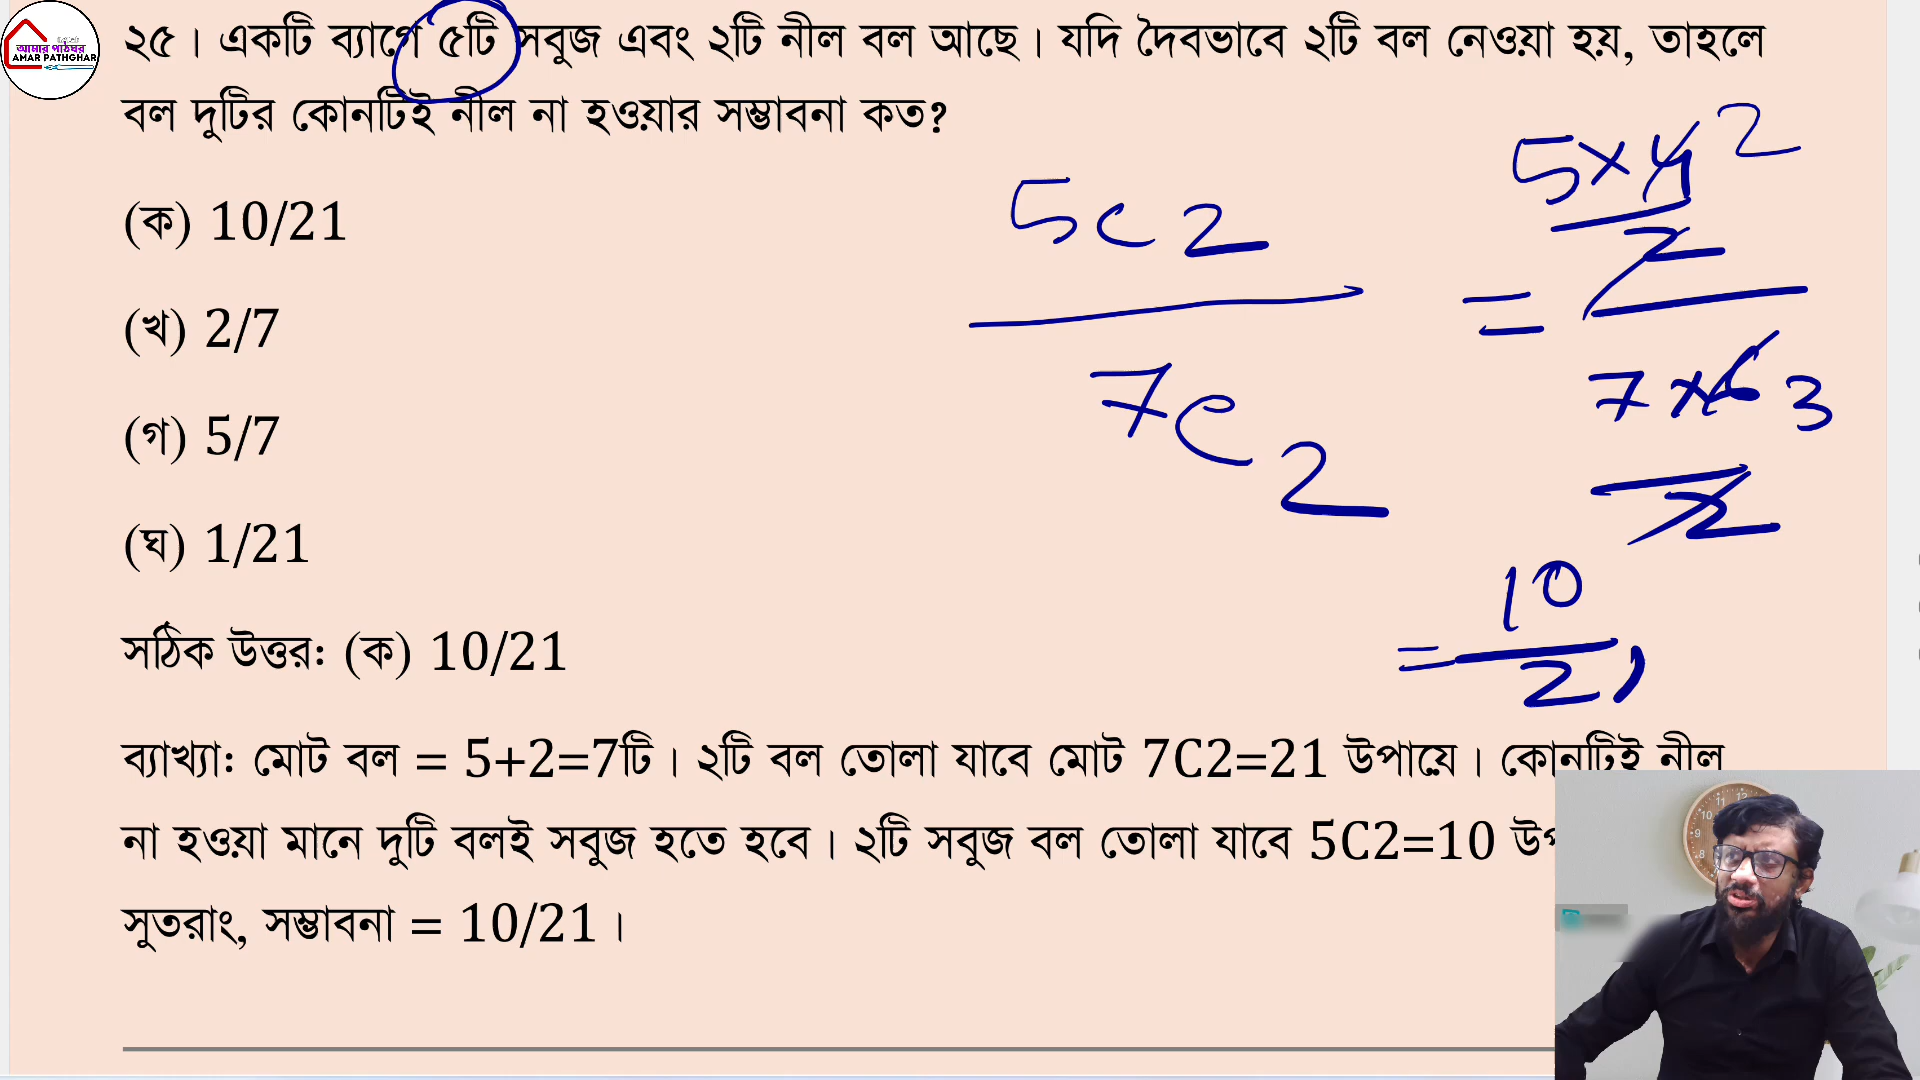 আমার পাঠঘর
AMAR PATHGHAR
২৫। একটি ব্যাগে ৫টি সবুজ এবং ২টি নীল বল আছে। যদি দৈবভাবে ২টি বল নেওয়া হয়, তাহলে
বল দুটির কোনটিই নীল না হওয়ার সম্ভাবনা কত?
(ক) 10/21
(খ) 2/7
(গ) 5/7
(ঘ) 1/21
সঠিক উত্তরঃ (ক) 10/21
ব্যাখ্যাঃ মোট বল = 5+2=7টি। ২টি বল তোলা যাবে মোট 7C2=21 উপায়ে। কোনটিই নীল
না হওয়া মানে দুটি বলই সবুজ হতে হবে। ২টি সবুজ বল তোলা যাবে 5C2=10
সুতরাং, সম্ভাবনা = 10/21।
5c2
7c2
=
5×4 2
2
7×6 3
2
= 10
21